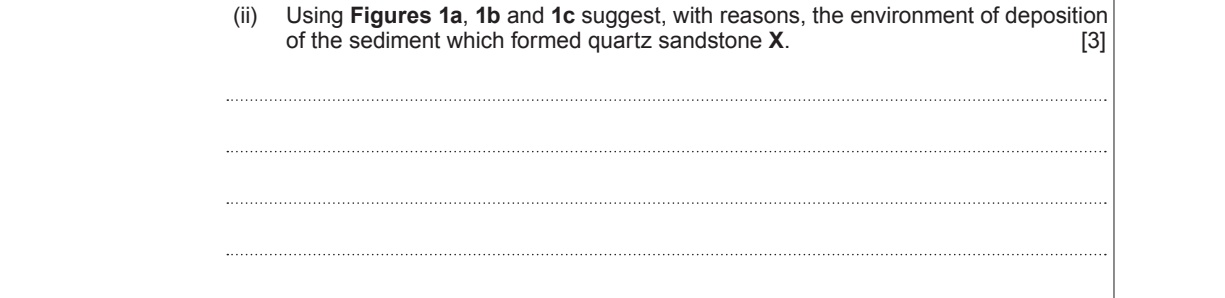 (ii) Using Figures 1a, 1b and 1c suggest, with reasons, the environment of deposition
of the sediment which formed quartz sandstone X. [3]